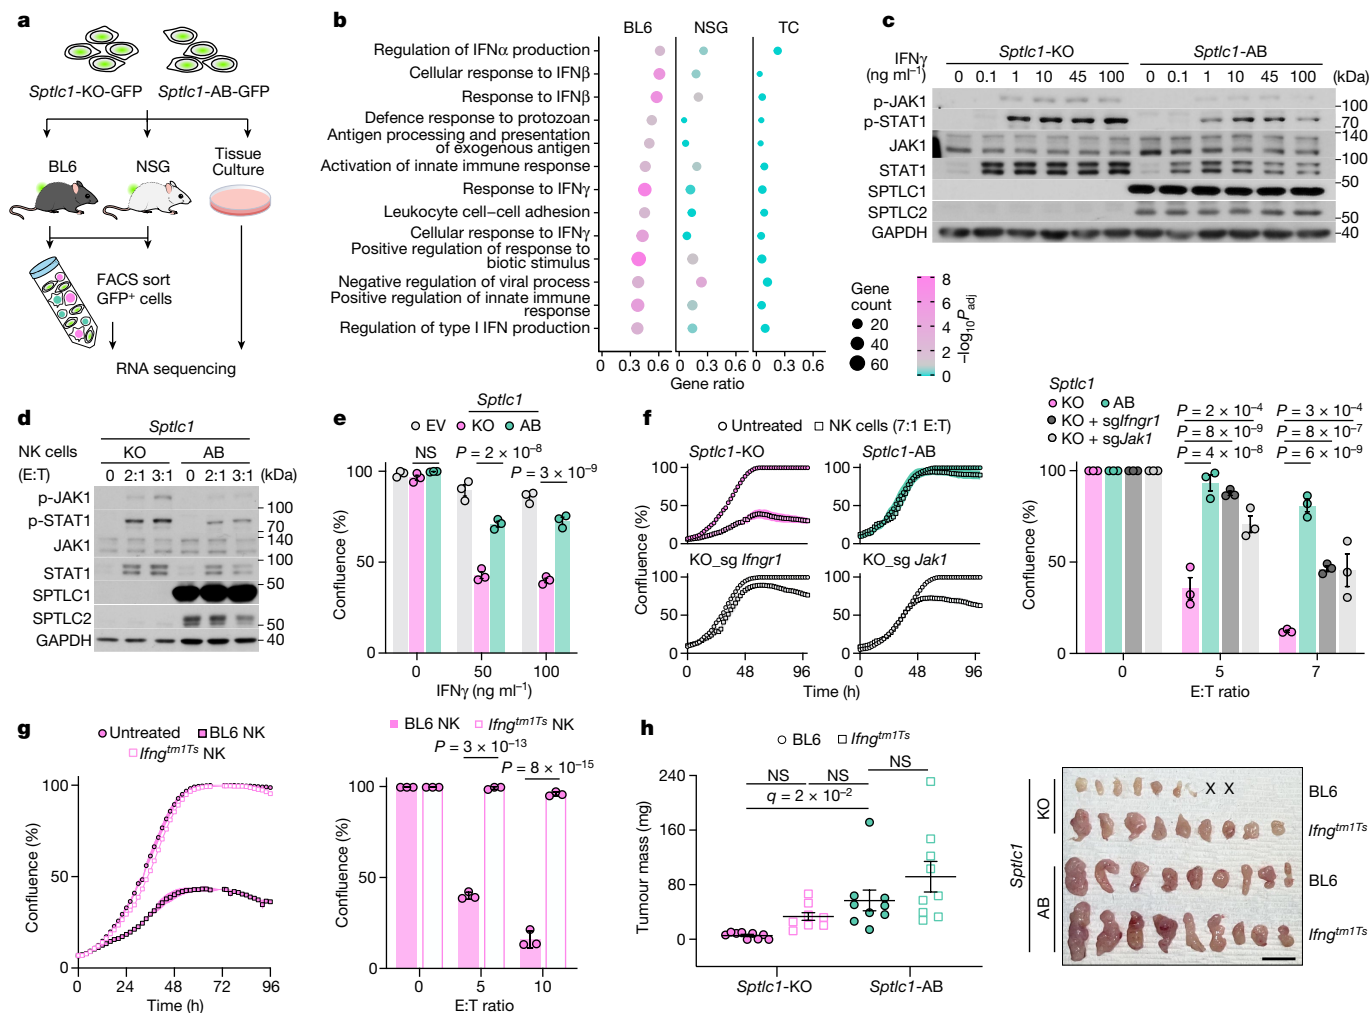 a
Sptlc1-KO-GFP
Sptlc1-AB-GFP
BL6
NSG
Tissue
Culture
FACS sort
GFP+ cells
RNA sequencing
b
BL6
NSG
TC
Regulation of IFNα production
Cellular response to IFNβ
Response to IFNβ
Defence response to protozoan
Antigen processing and presentation
of exogenous antigen
Activation of innate immune response
Response to IFNγ
Leukocyte cell–cell adhesion
Cellular response to IFNγ
Positive regulation of response to
biotic stimulus
Negative regulation of viral process
Positive regulation of innate immune
response
Regulation of type I IFN production
0 0.3 0.6
0 0.3 0.6
0 0.3 0.6
Gene ratio
Gene
count
20
40
60
8
6
4
2
0
–log10Padj
c
IFNγ
(ng ml–1)
Sptlc1-KO
Sptlc1-AB
0 0.1 1 10 45 100
0 0.1 1 10 45 100
(kDa)
p-JAK1
p-STAT1
JAK1
STAT1
SPTLC1
SPTLC2
GAPDH
100
70
140
100
50
50
40
d
Sptlc1
NK cells
KO
AB
(E:T)
0 2:1 3:1
0 2:1 3:1
(kDa)
p-JAK1
p-STAT1
JAK1
STAT1
SPTLC1
SPTLC2
GAPDH
100
70
140
100
50
50
40
e
Sptlc1
EV
KO
AB
NS
P = 2 × 10–8
P = 3 × 10–9
100
50
0
Confluence (%)
0
50
100
IFNγ (ng ml–1)
f
Untreated
NK cells (7:1 E:T)
Sptlc1-KO
Sptlc1-AB
100
50
0
100
50
0
KO_sg Ifngr1
KO_sg Jak1
100
50
0
100
50
0
Confluence (%)
0 48 96
0 48 96
Time (h)
Sptlc1
KO
AB
KO + sgIfngr1
KO + sgJak1
P = 2 × 10–4
P = 8 × 10–9
P = 4 × 10–8
P = 3 × 10–4
P = 8 × 10–7
P = 6 × 10–9
100
50
0
Confluence (%)
0
5
7
E:T ratio
g
Untreated
BL6 NK
Ifngtm1Ts NK
100
50
0
Confluence (%)
0 24 48 72 96
Time (h)
BL6 NK
Ifngtm1Ts NK
P = 3 × 10–13
P = 8 × 10–15
100
50
0
Confluence (%)
0
5
10
E:T ratio
h
BL6
Ifngtm1Ts
NS
NS
NS
q = 2 × 10–2
240
160
80
0
Tumour mass (mg)
Sptlc1-KO
Sptlc1-AB
Sptlc1
KO
AB
X X
BL6
Ifngtm1Ts
BL6
Ifngtm1Ts